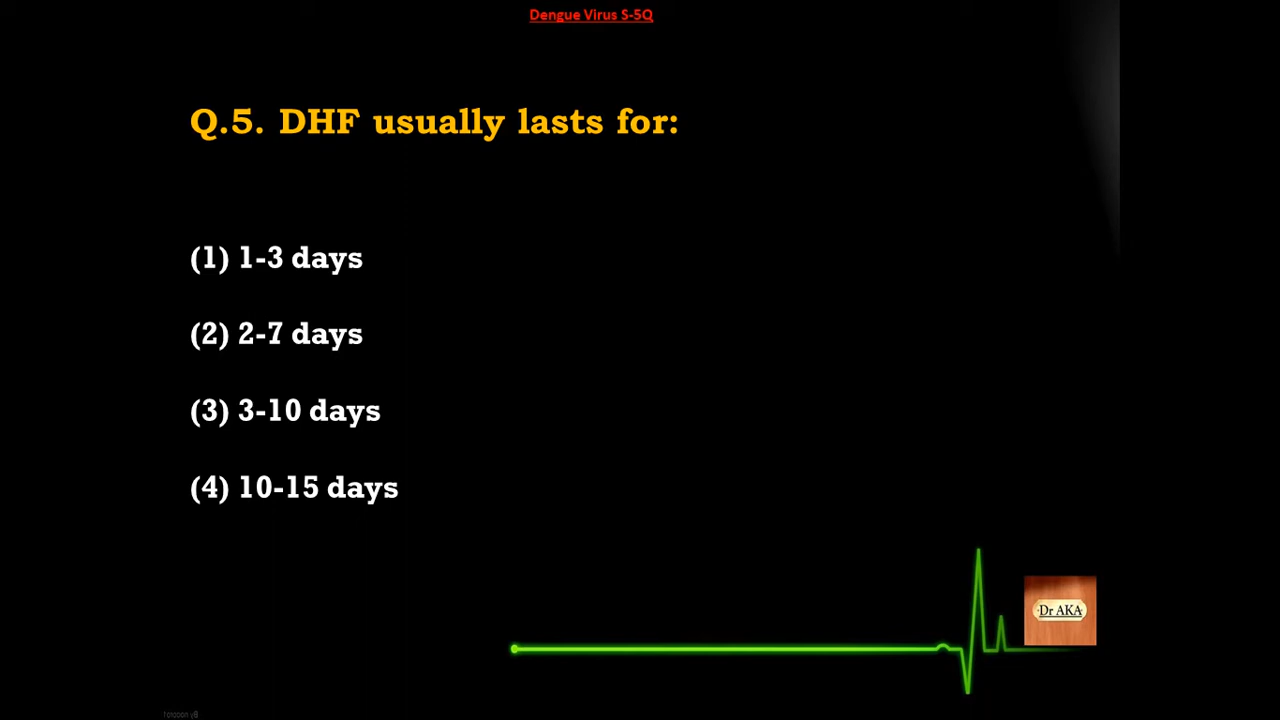 Dengue Virus S-5Q
Q.5. DHF usually lasts for:
(1) 1-3 days
(2) 2-7 days
(3) 3-10 days
(4) 10-15 days
Dr AKA